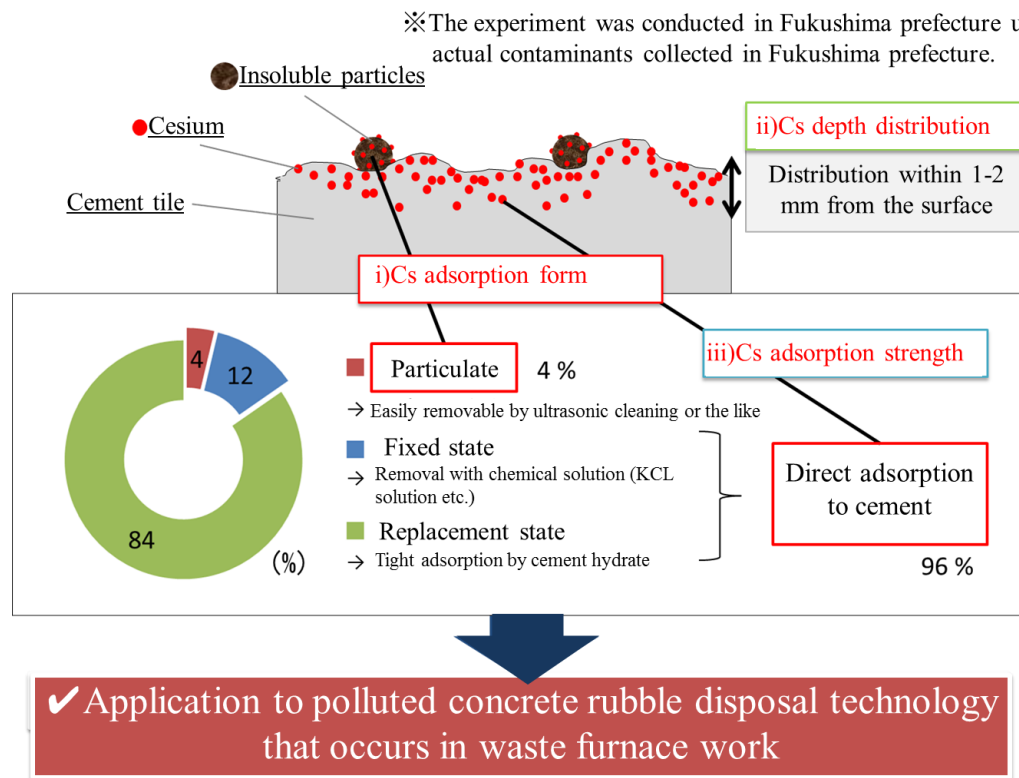 ※The experiment was conducted in Fukushima prefecture
actual contaminants collected in Fukushima prefecture.
Insoluble particles
Cesium
Cement tile
ii)Cs depth distribution
Distribution within 1-2
mm from the surface
i)Cs adsorption form
iii)Cs adsorption strength
4
12
84
(%)
Particulate 4 %
→ Easily removable by ultrasonic cleaning or the like
Fixed state
→ Removal with chemical solution (KCL
solution etc.)
Replacement state
→ Tight adsorption by cement hydrate
Direct adsorption
to cement
96 %
✔Application to polluted concrete rubble disposal technology
that occurs in waste furnace work